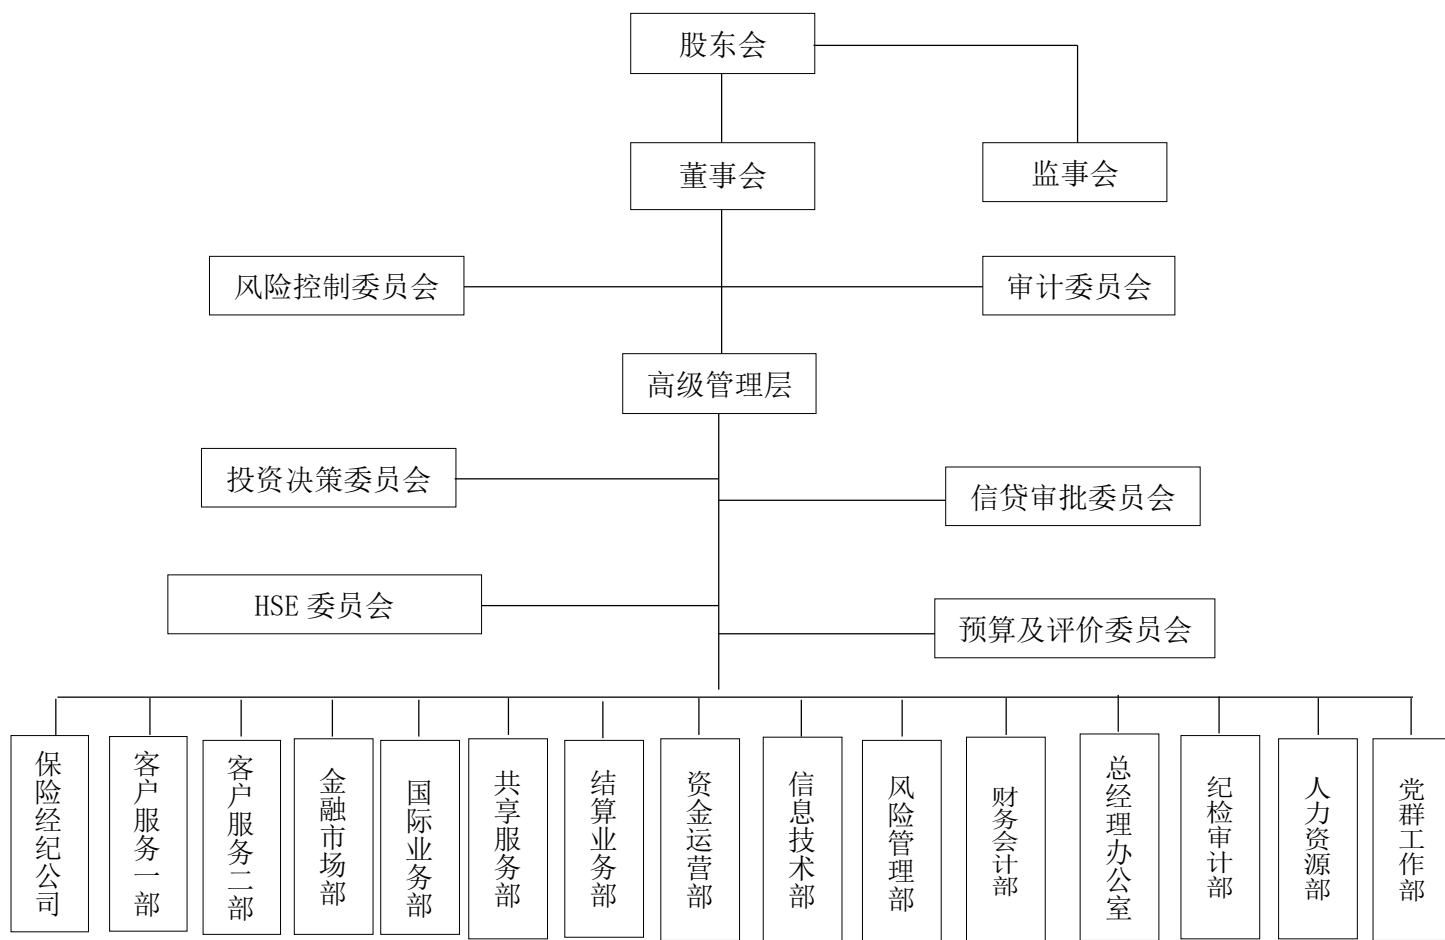 股东会
董事会
监事会
风险控制委员会
审计委员会
高级管理层
投资决策委员会
信贷审批委员会
HSE 委员会
预算及评价委员会
保险经纪公司
客户服务一部
客户服务二部
金融市场部
国际业务部
共享服务部
结算业务部
资金运营部
信息技术部
风险管理部
财务会计部
总经理办公室
纪检审计部
人力资源部
党群工作部